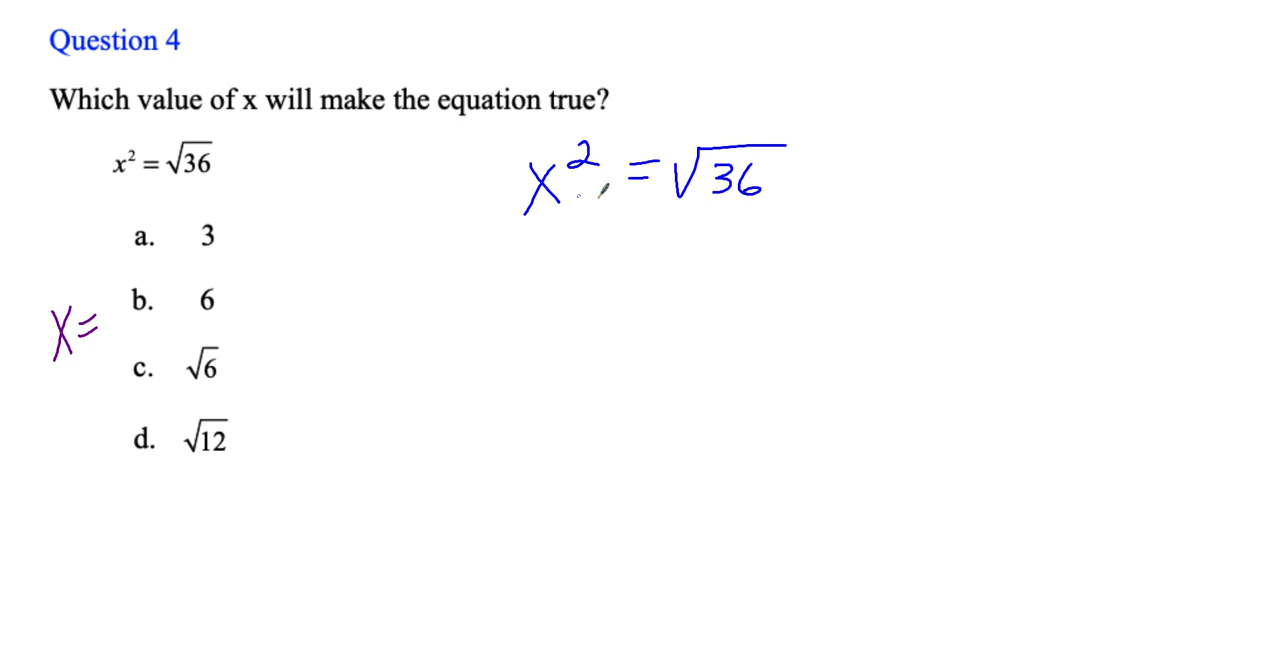 Question 4
Which value of x will make the equation true?
x² = √36
x² = √36
a. 3
b. 6
x=
c. √6
d. √12